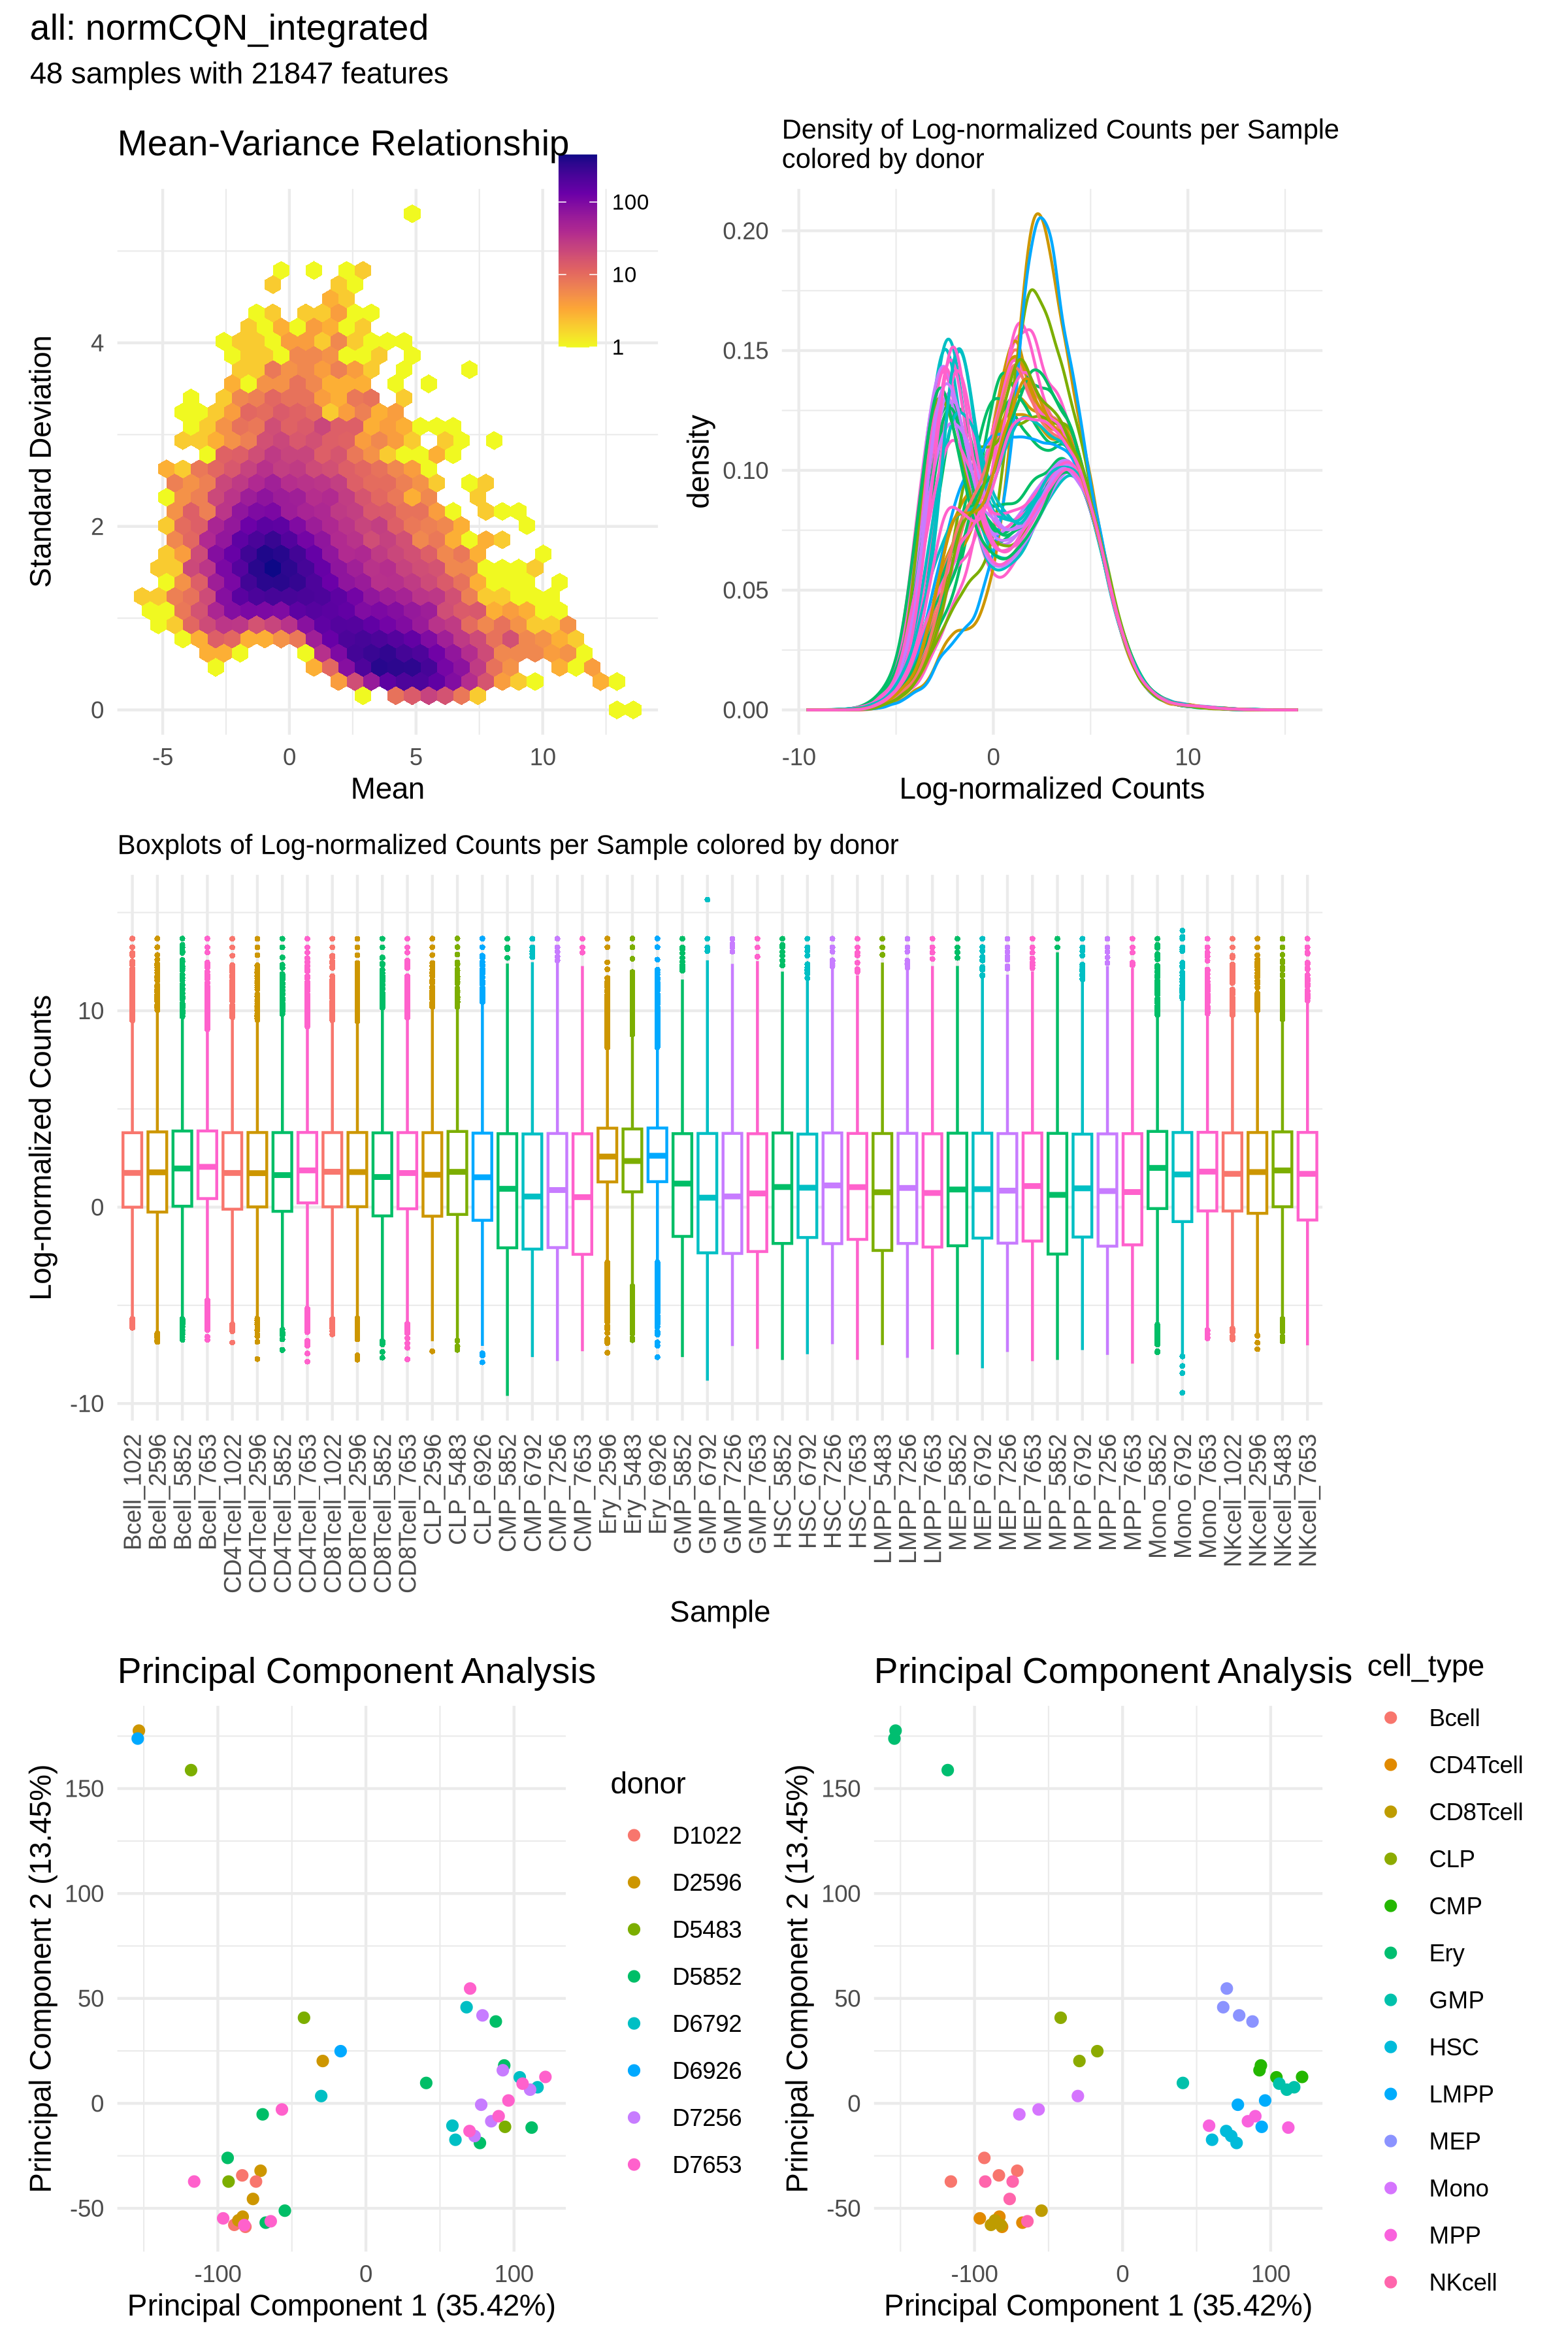 all: normCQN_integrated
48 samples with 21847 features
Mean-Variance Relationship
100
10
1
Standard Deviation
4
2
0
-5
0
5
10
Mean
Density of Log-normalized Counts per Sample
colored by donor
density
0.20
0.15
0.10
0.05
0.00
-10
0
10
Log-normalized Counts
Boxplots of Log-normalized Counts per Sample colored by donor
Log-normalized Counts
10
0
-10
Bcell_1022
Bcell_2596
Bcell_5852
Bcell_7653
CD4Tcell_1022
CD4Tcell_2596
CD4Tcell_5852
CD4Tcell_7653
CD8Tcell_1022
CD8Tcell_2596
CD8Tcell_5852
CD8Tcell_7653
CLP_2596
CLP_5483
CLP_6926
CMP_5852
CMP_6792
CMP_7256
CMP_7653
Ery_2596
Ery_5483
Ery_6926
GMP_5852
GMP_6792
GMP_7256
GMP_7653
HSC_5852
HSC_6792
HSC_7256
HSC_7653
LMPP_5483
LMPP_7256
LMPP_7653
MEP_5852
MEP_6792
MEP_7256
MEP_7653
MPP_5852
MPP_6792
MPP_7256
MPP_7653
Mono_5852
Mono_6792
Mono_7653
NKcell_1022
NKcell_2596
NKcell_5483
NKcell_7653
Sample
Principal Component Analysis
Principal Component 2 (13.45%)
150
100
50
0
-50
-100
0
100
Principal Component 1 (35.42%)
donor
D1022
D2596
D5483
D5852
D6792
D6926
D7256
D7653
Principal Component Analysis
Principal Component 2 (13.45%)
150
100
50
0
-50
-100
0
100
Principal Component 1 (35.42%)
cell_type
Bcell
CD4Tcell
CD8Tcell
CLP
CMP
Ery
GMP
HSC
LMPP
MEP
Mono
MPP
NKcell